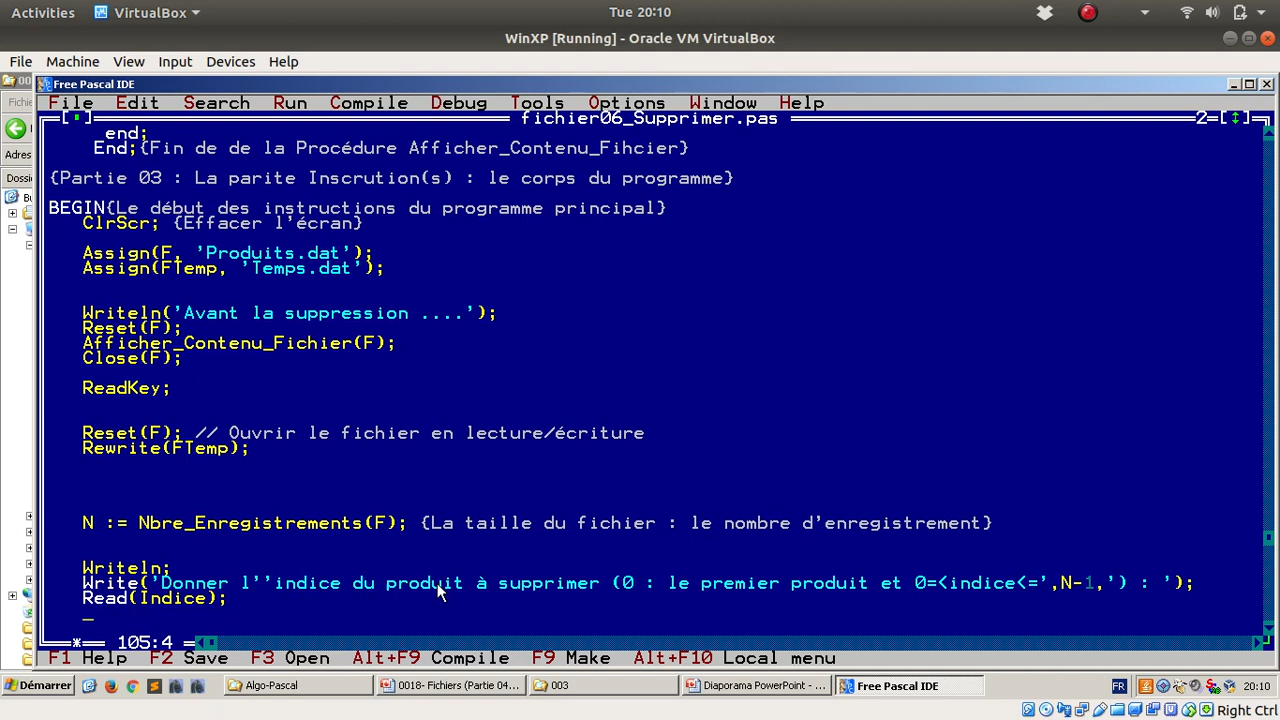 Activities VirtualBox Tue 20:10
WinXP [Running] - Oracle VM VirtualBox
File Machine View Input Devices Help
Free Pascal IDE
File Edit Search Run Compile Debug Tools Options Window Help
fichier06_Supprimer.pas 2
end;
End;{Fin de de la Procédure Afficher_Contenu_Fihcier}
{Partie 03 : La parite Inscrution(s) : le corps du programme}
BEGIN{Le début des instructions du programme principal}
ClrScr; {Effacer l'écran}
Assign(F, 'Produits.dat');
Assign(FTemp, 'Temps.dat');
Writeln('Avant la suppression ....');
Reset(F);
Afficher_Contenu_Fichier(F);
Close(F);
ReadKey;
Reset(F); // Ouvrir le fichier en lecture/écriture
Rewrite(FTemp);
N := Nbre_Enregistrements(F); {La taille du fichier : le nombre d'enregistrement}
Writeln;
Write('Donner l''indice du produit à supprimer (0 : le premier produit et 0=<indice<=',N-1,') : ');
Read(Indice);
105:4
F1 Help F2 Save F3 Open Alt+F9 Compile F9 Make Alt+F10 Local menu
Démarrer Algo-Pascal 0018- Fichiers (Partie 04... 003 Diaporama PowerPoint - ... Free Pascal IDE FR 20:10
Right Ctrl